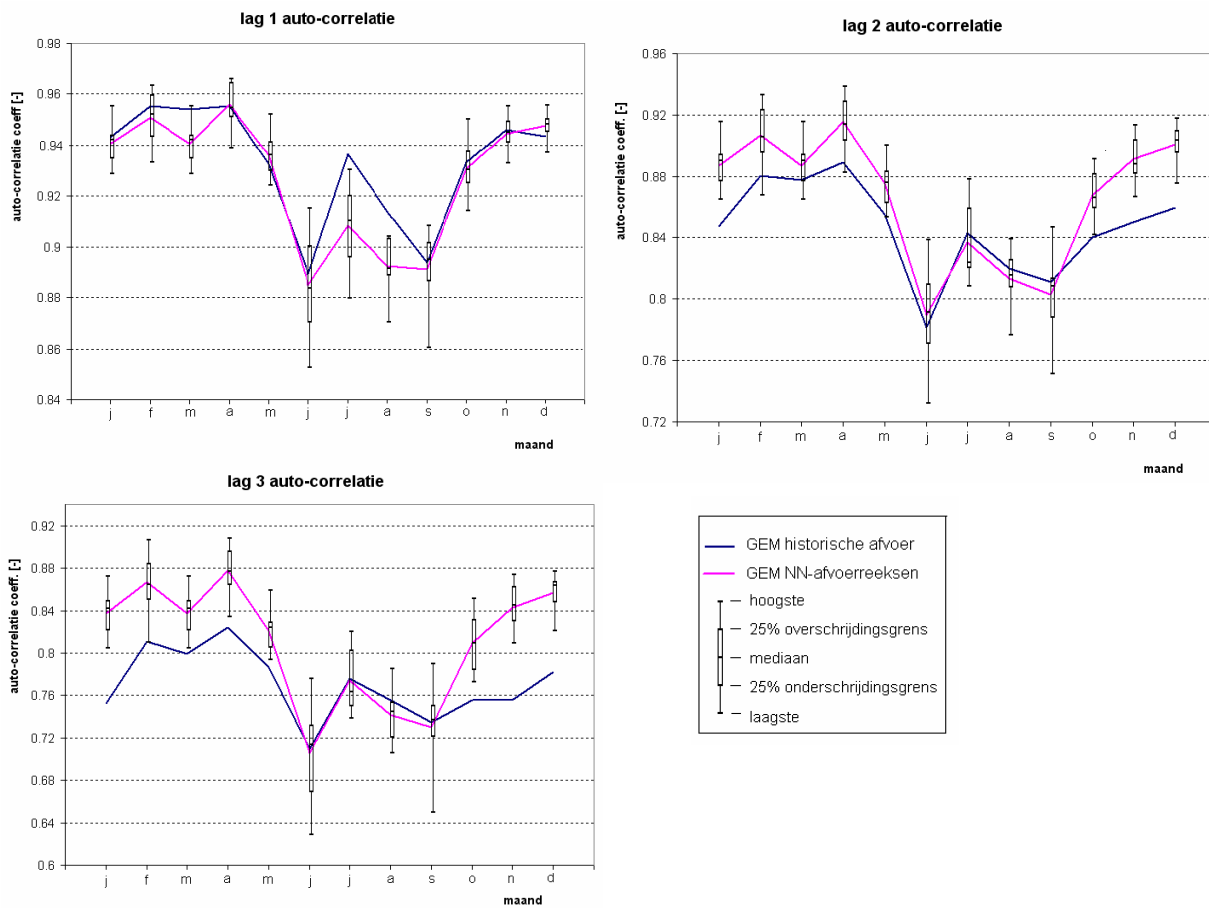 lag 1 auto-correlatie
auto-correlatie coeff [-]
0.98
0.96
0.94
0.92
0.9
0.88
0.86
0.84
j f m a m j j a s o n d
maand
lag 2 auto-correlatie
auto-correlatie coeff. [-]
0.96
0.92
0.88
0.84
0.8
0.76
0.72
j f m a m j j a s o n d
maand
lag 3 auto-correlatie
auto-correlatie coeff. [-]
0.92
0.88
0.84
0.8
0.76
0.72
0.68
0.64
0.6
j f m a m j j a s o n d
maand
GEM historische afvoer
GEM NN-afvoerreeksen
hoogste
25% overschrijdingsgrens
mediaan
25% onderschrijdingsgrens
laagste